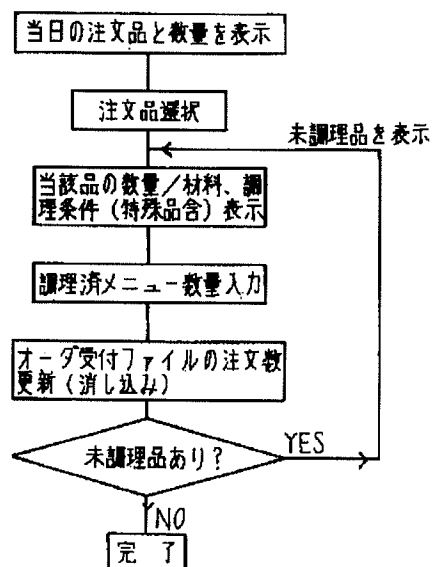 当日の注文品と数量を表示
注文品選択
未調理品を表示
当該品の数量／材料、調
理条件（特殊品含）表示
調理済メニュー数量入力
オーダ受付ファイルの注文数
更新（消し込み）
未調理品あり？
YES
NO
完了